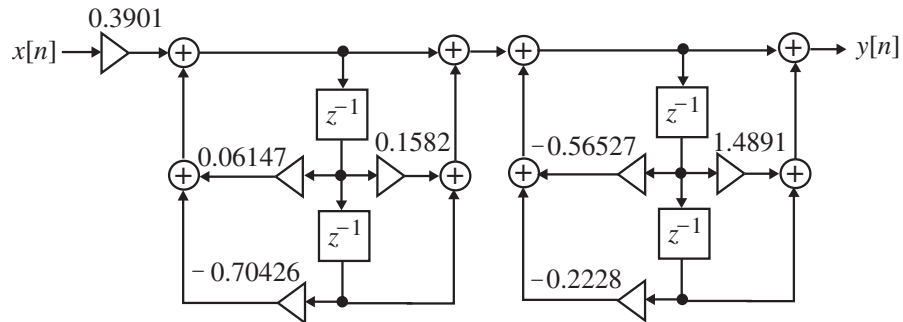 0.3901
x[n]
y[n]
z⁻¹
z⁻¹
0.06147
0.1582
−0.56527
1.4891
z⁻¹
z⁻¹
−0.70426
−0.2228